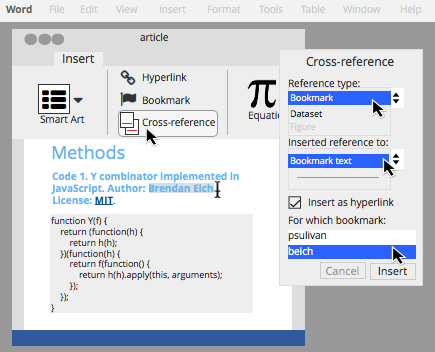 Word File Edit View Insert Format Tools Table Window Help
article
Insert
Smart Art
Hyperlink
Bookmark
Cross-reference
π
Equatio
Methods
Code 1. Y combinator implemented in
JavaScript. Author: Brendan Eich.
License: MIT.
function Y(f) {
return (function(h) {
return h(h);
})(function(h) {
return f(function() {
return h(h).apply(this, arguments);
});
});
}
Cross-reference
Reference type:
Bookmark
Dataset
Figure
Inserted reference to:
Bookmark text
Insert as hyperlink
For which bookmark:
psulivan
beich
Cancel Insert